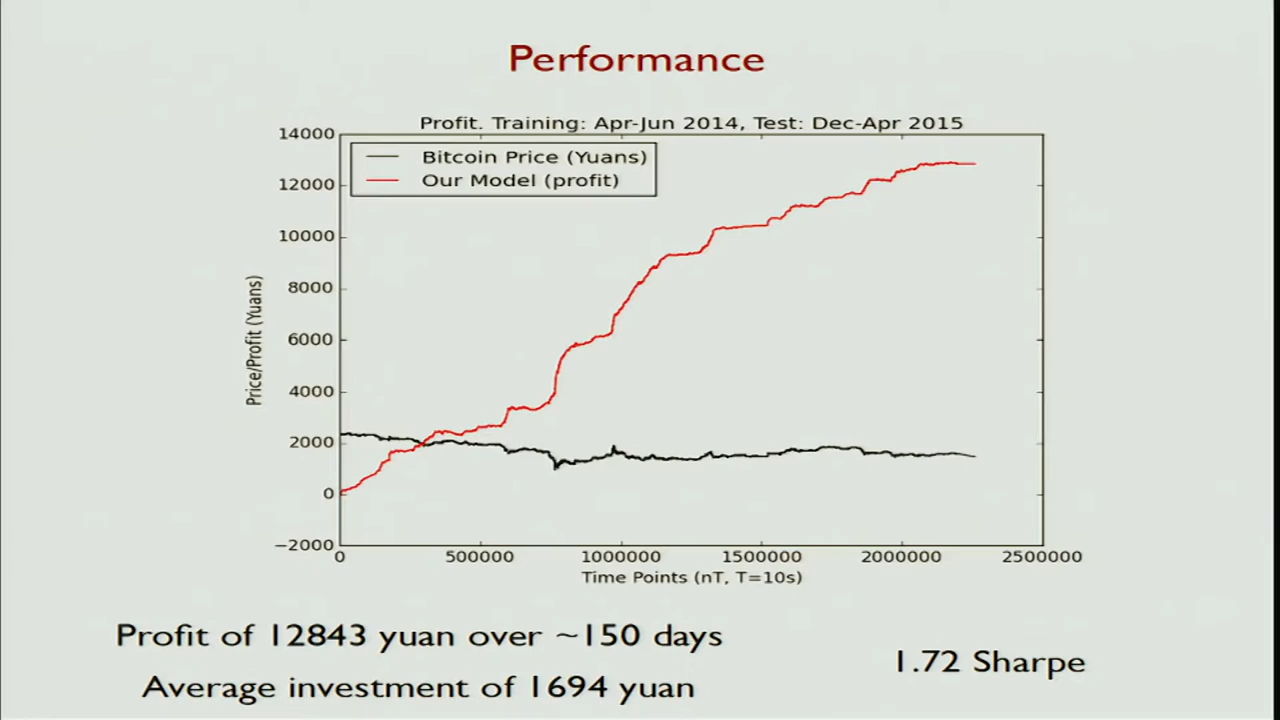 Performance
Profit. Training: Apr-Jun 2014, Test: Dec-Apr 2015
14000
12000
10000
8000
6000
4000
2000
0
−2000
Price/Profit (Yuans)
Bitcoin Price (Yuans)
Our Model (profit)
0 500000 1000000 1500000 2000000 2500000
Time Points (nT, T=10s)
Profit of 12843 yuan over ~150 days
Average investment of 1694 yuan
1.72 Sharpe